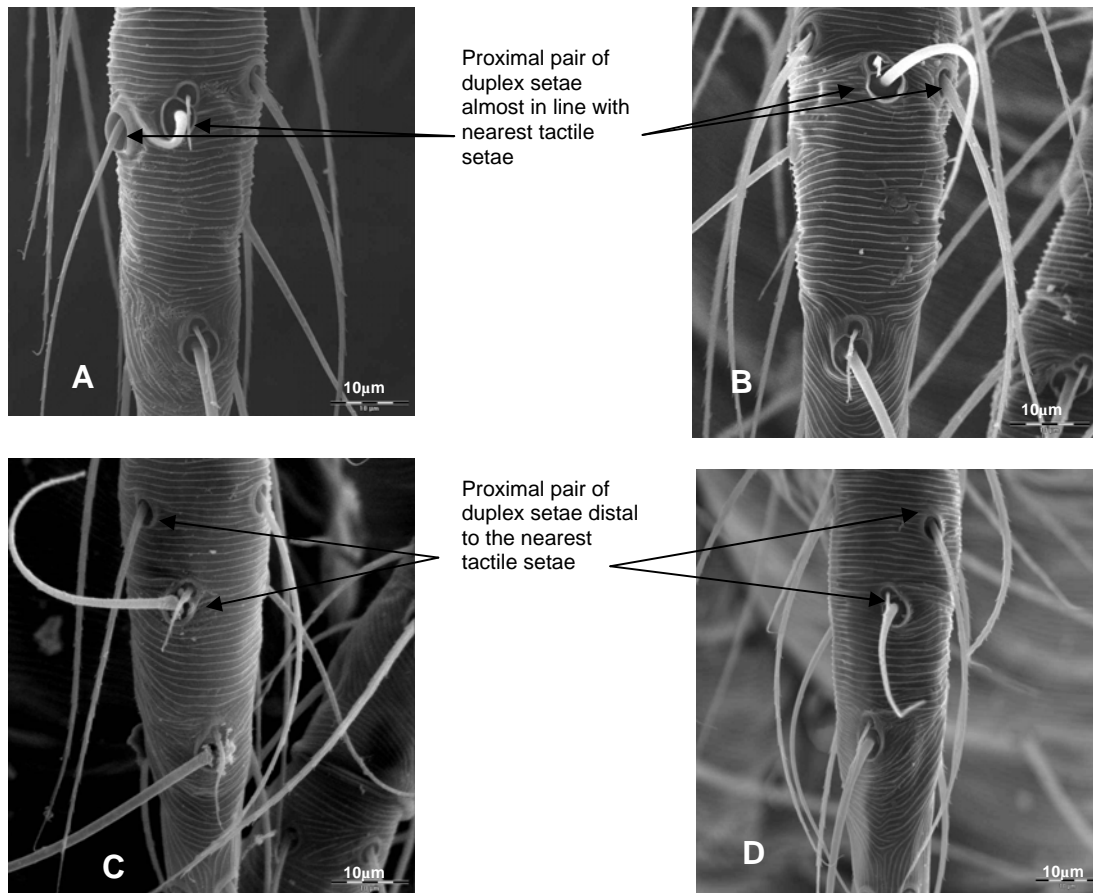 Proximal pair of
duplex setae
almost in line with
nearest tactile
setae
A
10µm
B
10µm
Proximal pair of
duplex setae distal
to the nearest
tactile setae
C
10µm
D
10µm